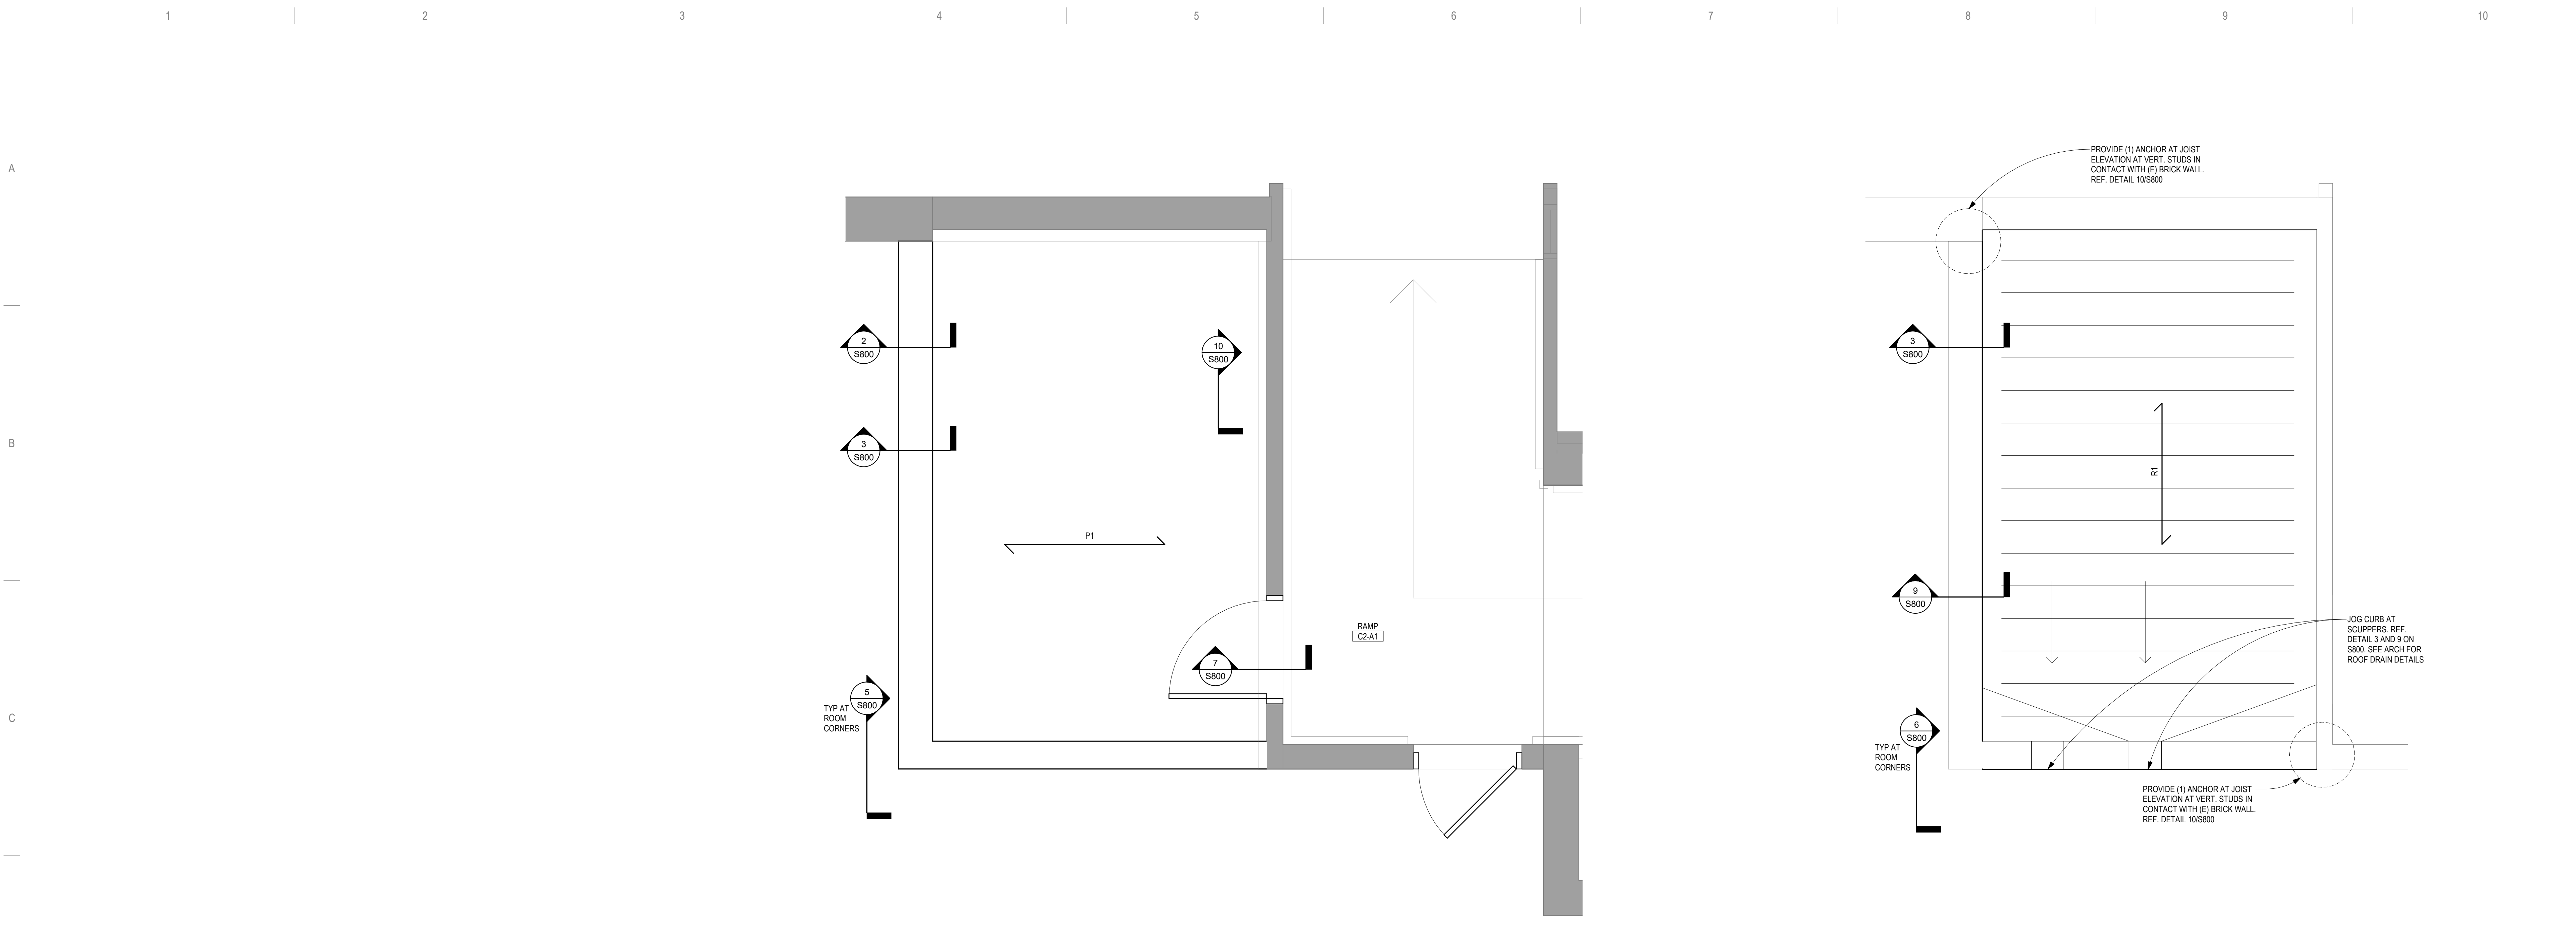 1 2 3 4 5 6 7 8 9 10
A
B
C
2
S800
3
S800
10
S800
P1
RAMP
C2-A1
7
S800
5
S800
TYP AT
ROOM
CORNERS
PROVIDE (1) ANCHOR AT JOIST
ELEVATION AT VERT. STUDS IN
CONTACT WITH (E) BRICK WALL.
REF. DETAIL 10/S800
3
S800
R1
9
S800
JOG CURB AT
SCUPPERS. REF.
DETAIL 3 AND 9 ON
S800. SEE ARCH FOR
ROOF DRAIN DETAILS
6
S800
TYP AT
ROOM
CORNERS
PROVIDE (1) ANCHOR AT JOIST
ELEVATION AT VERT. STUDS IN
CONTACT WITH (E) BRICK WALL.
REF. DETAIL 10/S800